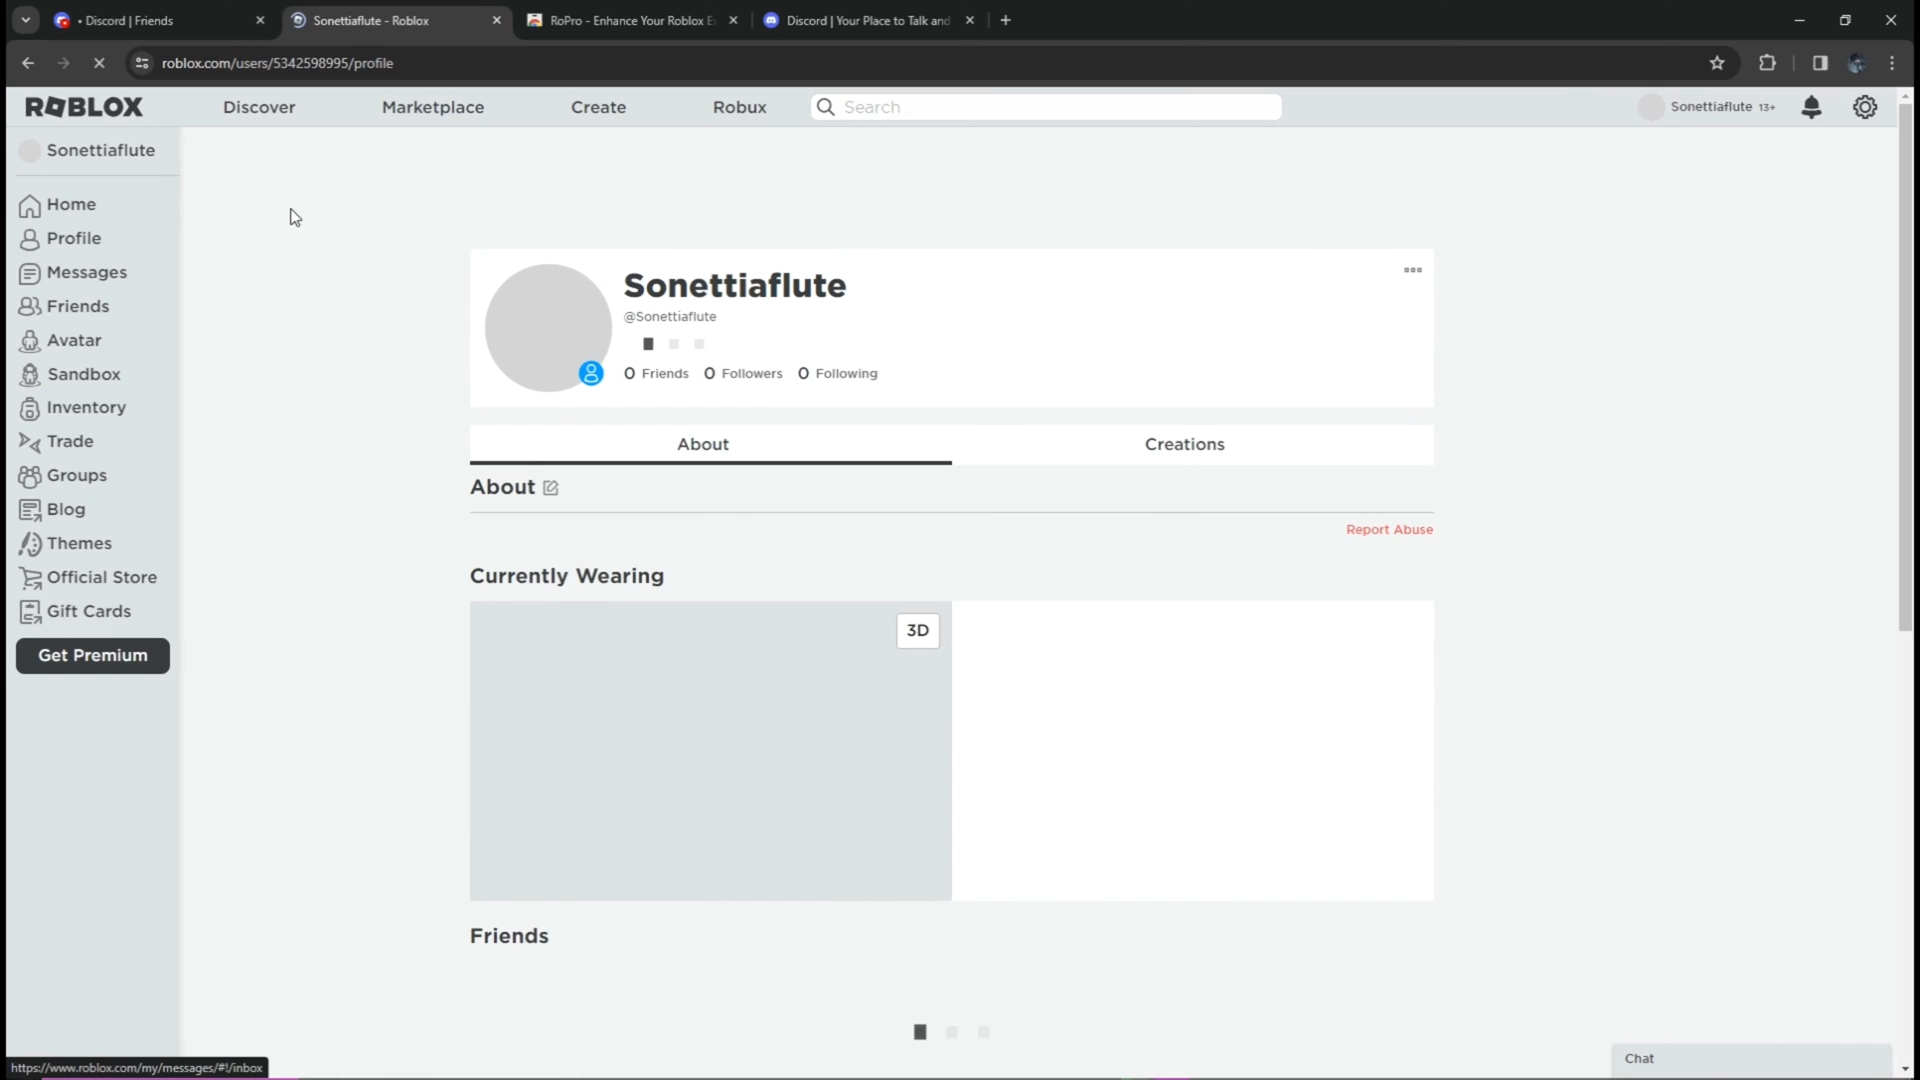 • Discord | Friends
Sonettiaflute - Roblox
RoPro - Enhance Your Roblox E
Discord | Your Place to Talk and
roblox.com/users/5342598995/profile
ROBLOX
Discover
Marketplace
Create
Robux
Search
Sonettiaflute 13+
Sonettiaflute
Home
Profile
Messages
Friends
Avatar
Sandbox
Inventory
Trade
Groups
Blog
Themes
Official Store
Gift Cards
Get Premium
Sonettiaflute
@Sonettiaflute
0 Friends 0 Followers 0 Following
About
Creations
About
Report Abuse
Currently Wearing
3D
Friends
Chat
https://www.roblox.com/my/messages/#!/inbox